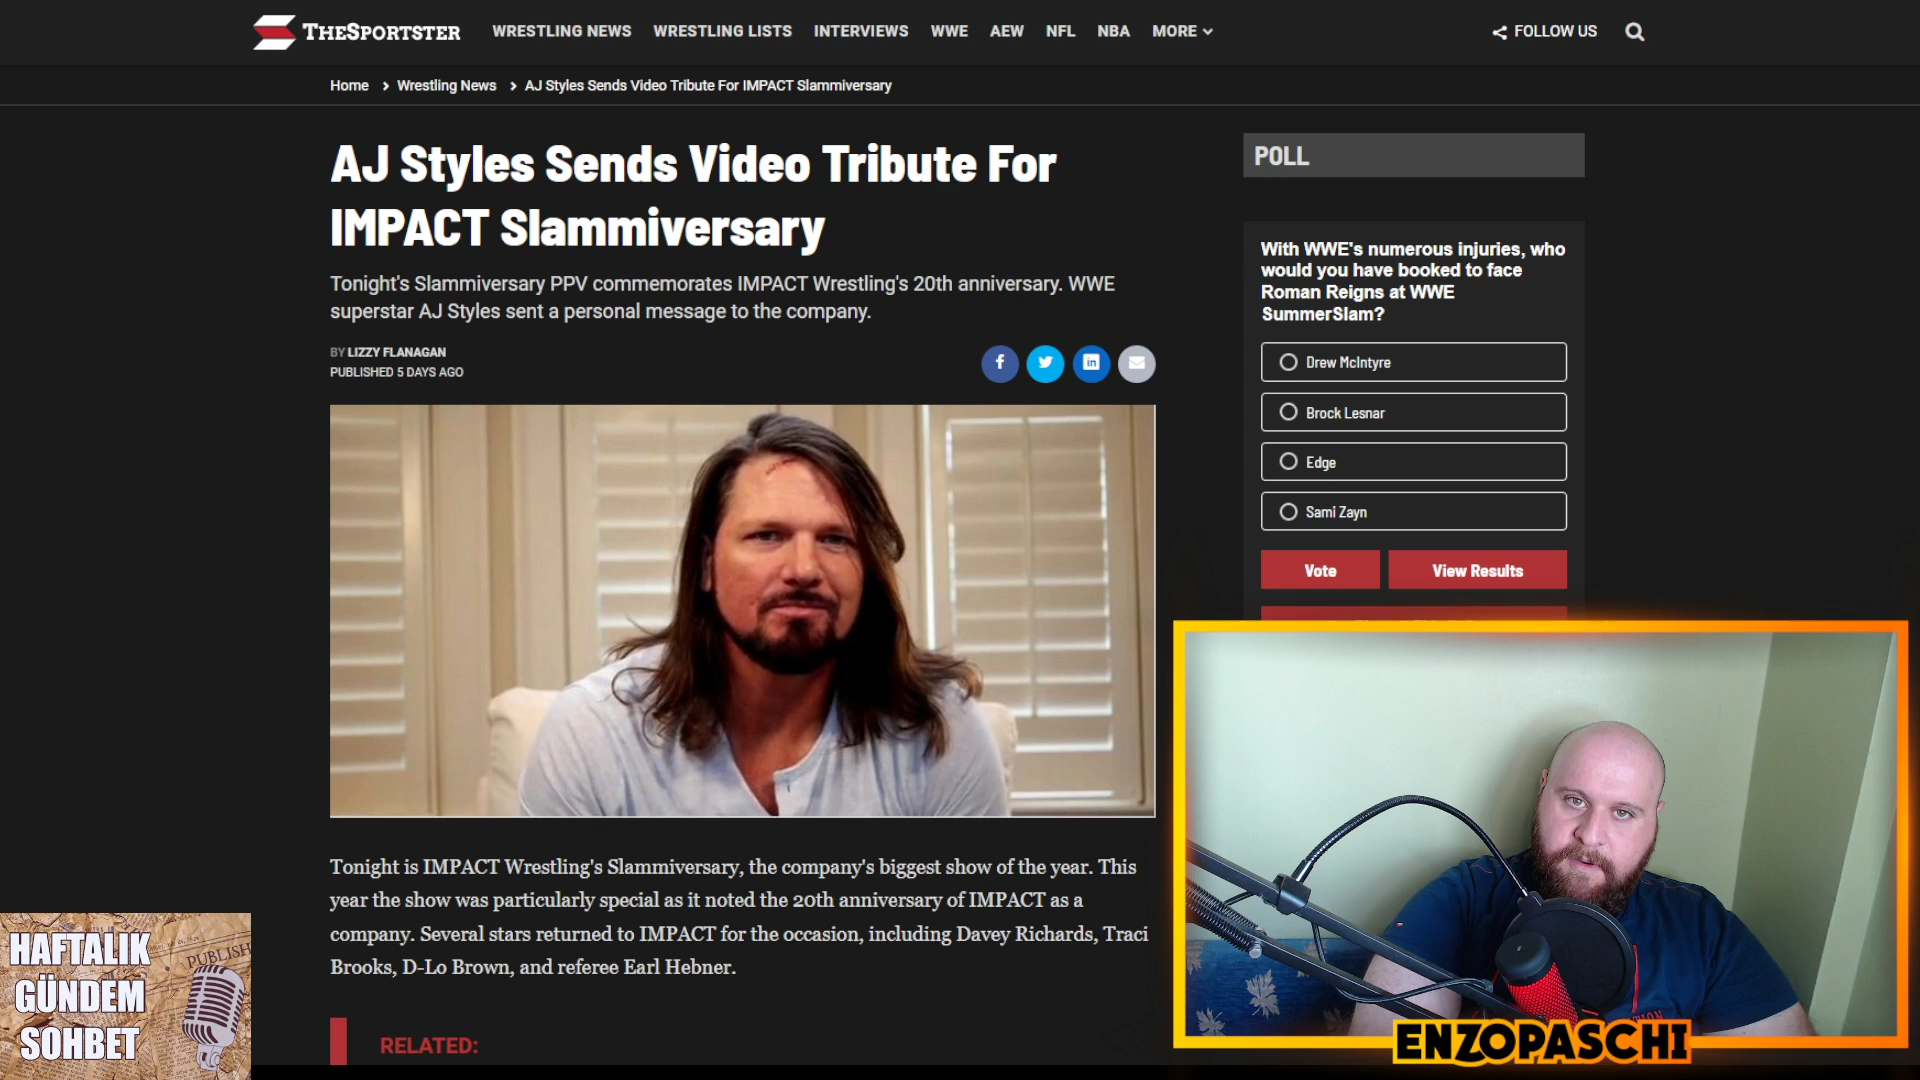 THESPORTSTER
WRESTLING NEWS WRESTLING LISTS INTERVIEWS WWE AEW NFL NBA MORE
FOLLOW US
Home > Wrestling News > AJ Styles Sends Video Tribute For IMPACT Slammiversary
AJ Styles Sends Video Tribute For
IMPACT Slammiversary
Tonight's Slammiversary PPV commemorates IMPACT Wrestling's 20th anniversary. WWE
superstar AJ Styles sent a personal message to the company.
BY LIZZY FLANAGAN
PUBLISHED 5 DAYS AGO
f
in
Tonight is IMPACT Wrestling's Slammiversary, the company's biggest show of the year. This
year the show was particularly special as it noted the 20th anniversary of IMPACT as a
company. Several stars returned to IMPACT for the occasion, including Davey Richards, Traci
Brooks, D-Lo Brown, and referee Earl Hebner.
RELATED:
POLL
With WWE's numerous injuries, who
would you have booked to face
Roman Reigns at WWE
SummerSlam?
Drew McIntyre
Brock Lesnar
Edge
Sami Zayn
Vote
View Results
HAFTALIK
GÜNDEM
SOHBET
PUBLISH
ENZOPASCHI